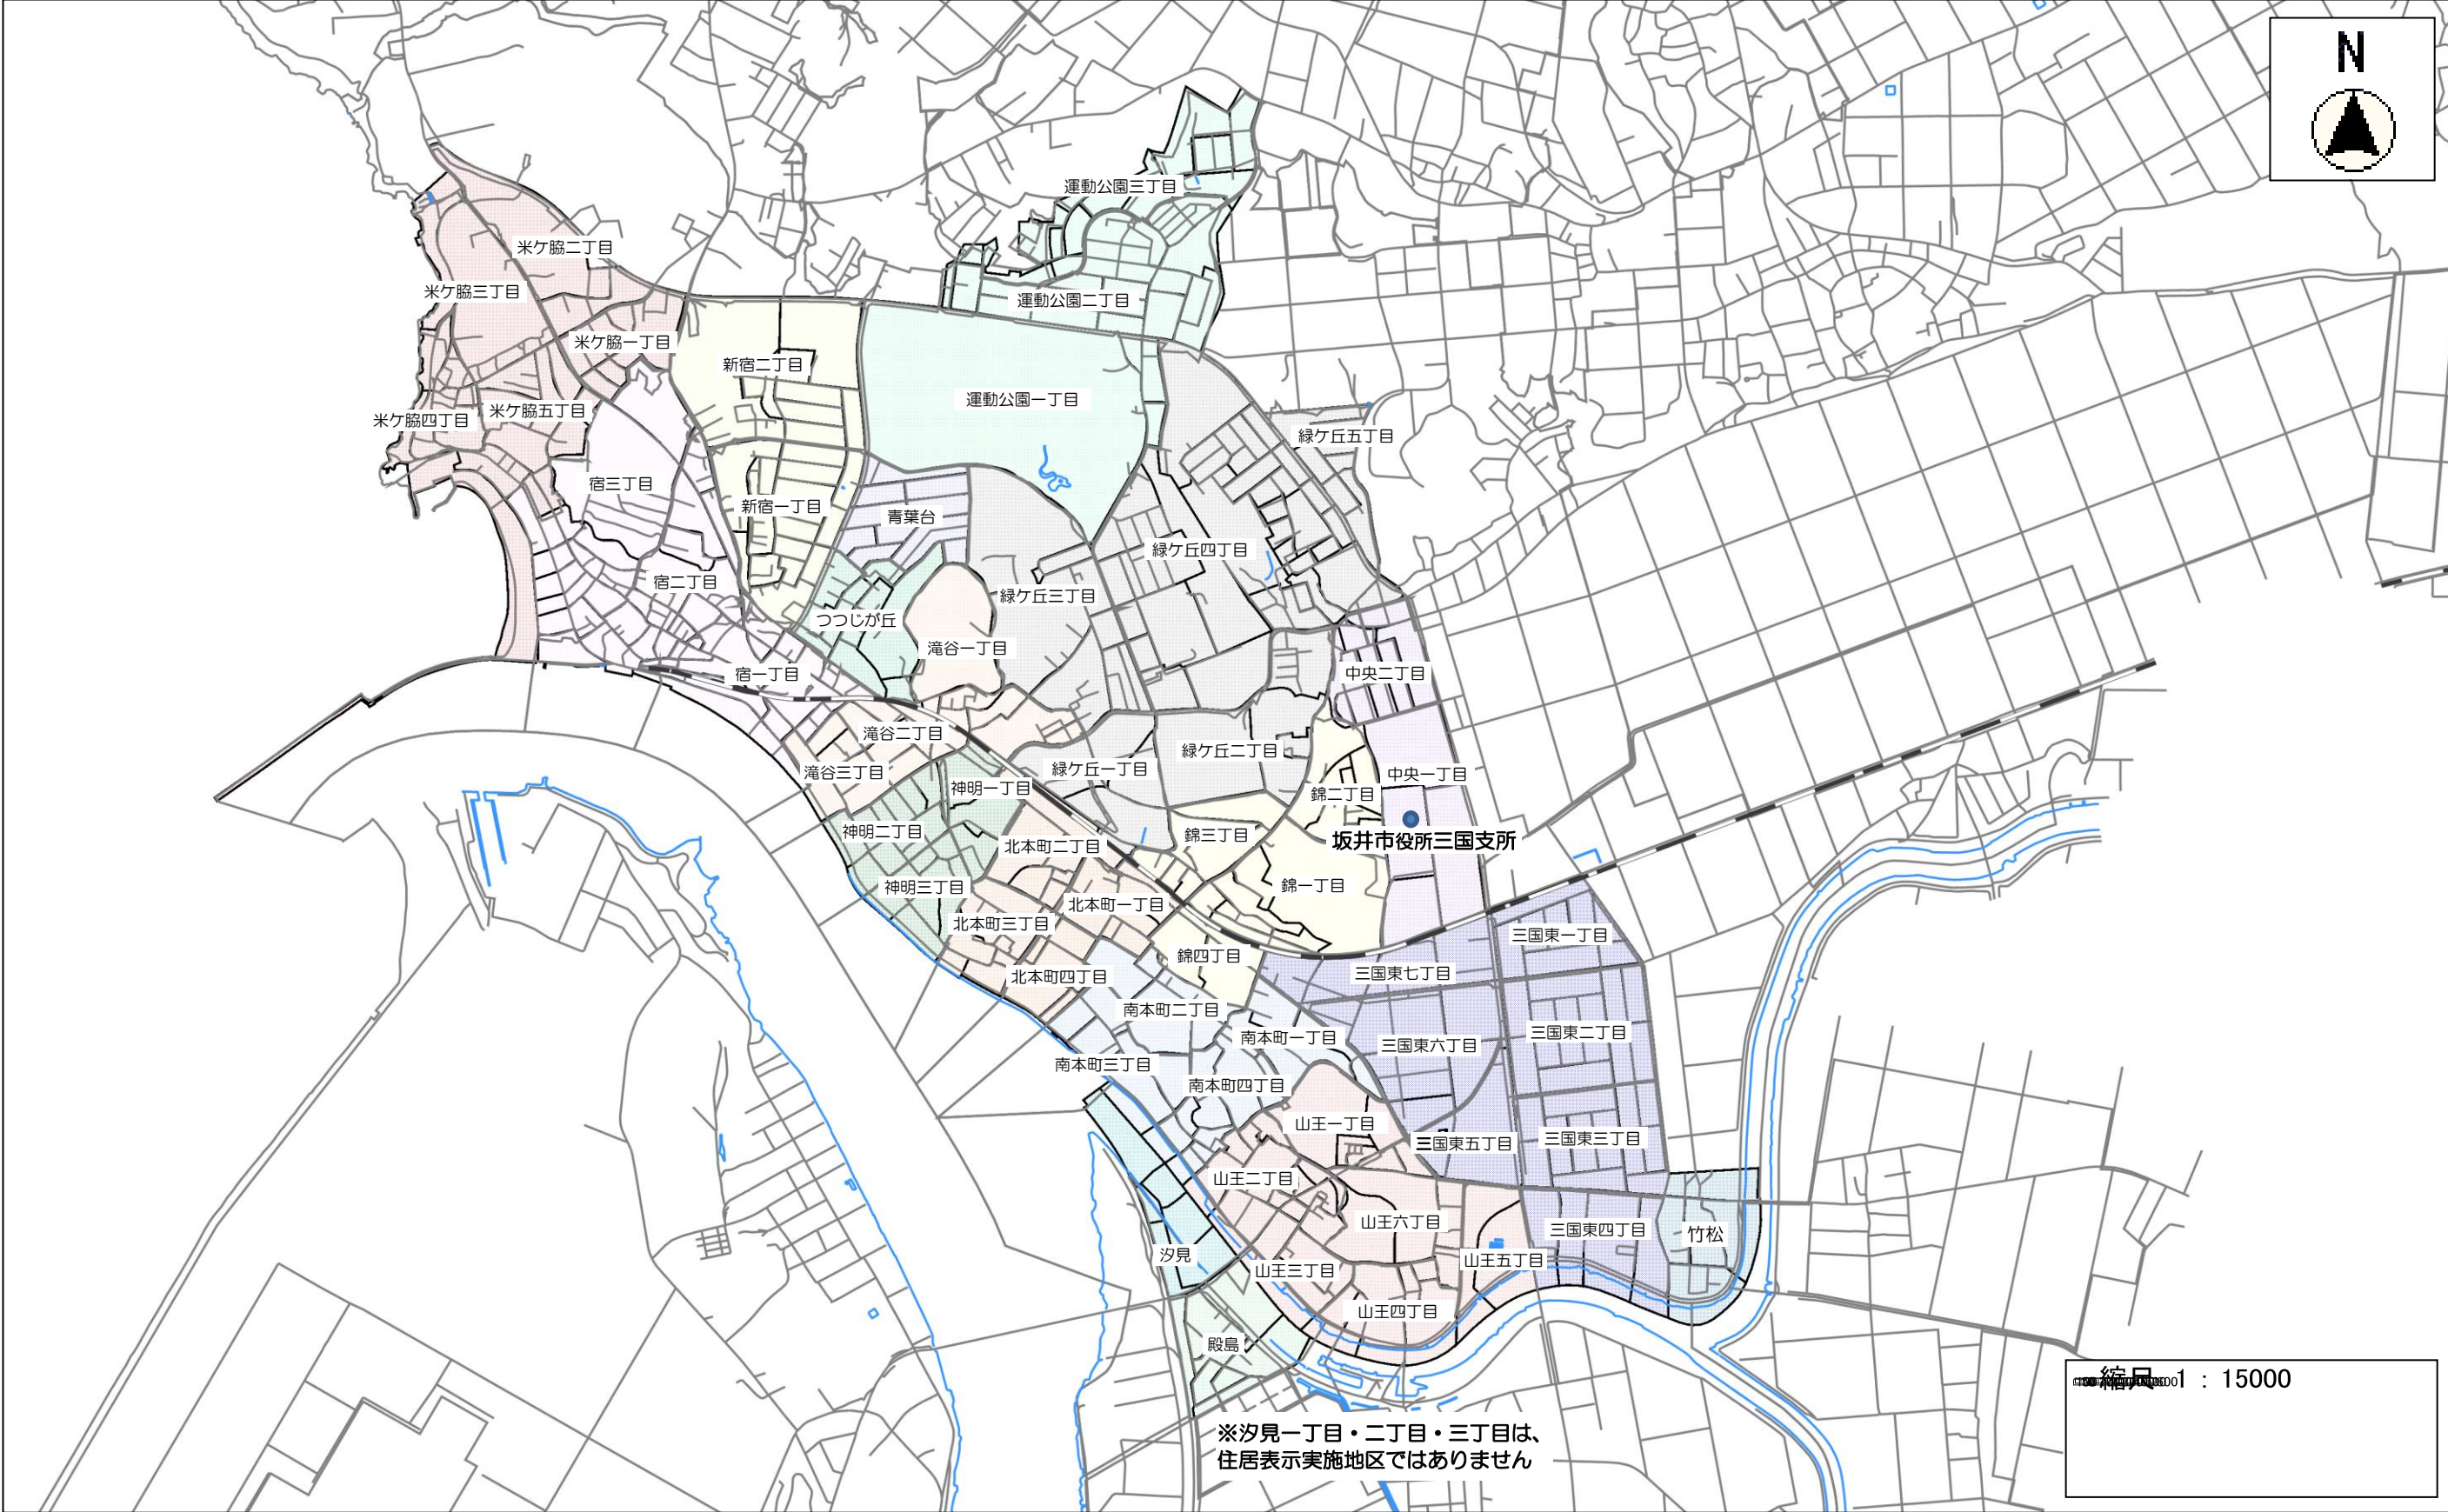 N
運動公園三丁目
米ケ脇二丁目
米ケ脇三丁目
運動公園二丁目
米ケ脇一丁目
新宿二丁目
運動公園一丁目
米ケ脇五丁目
米ケ脇四丁目
緑ケ丘五丁目
宿三丁目
新宿一丁目
青葉台
緑ケ丘四丁目
宿二丁目
緑ケ丘三丁目
つつじが丘
滝谷一丁目
宿一丁目
中央二丁目
滝谷二丁目
緑ケ丘二丁目
滝谷三丁目
緑ケ丘一丁目
中央一丁目
神明一丁目
錦二丁目
神明二丁目
錦三丁目
坂井市役所三国支所
北本町二丁目
神明三丁目
錦一丁目
北本町一丁目
北本町三丁目
三国東一丁目
錦四丁目
三国東七丁目
北本町四丁目
南本町二丁目
三国東二丁目
南本町一丁目
三国東六丁目
南本町三丁目
南本町四丁目
山王一丁目
三国東三丁目
三国東五丁目
山王二丁目
山王六丁目
三国東四丁目
竹松
汐見
山王五丁目
山王三丁目
山王四丁目
殿島
縮尺 1 : 15000
※汐見一丁目・二丁目・三丁目は、
住居表示実施地区ではありません